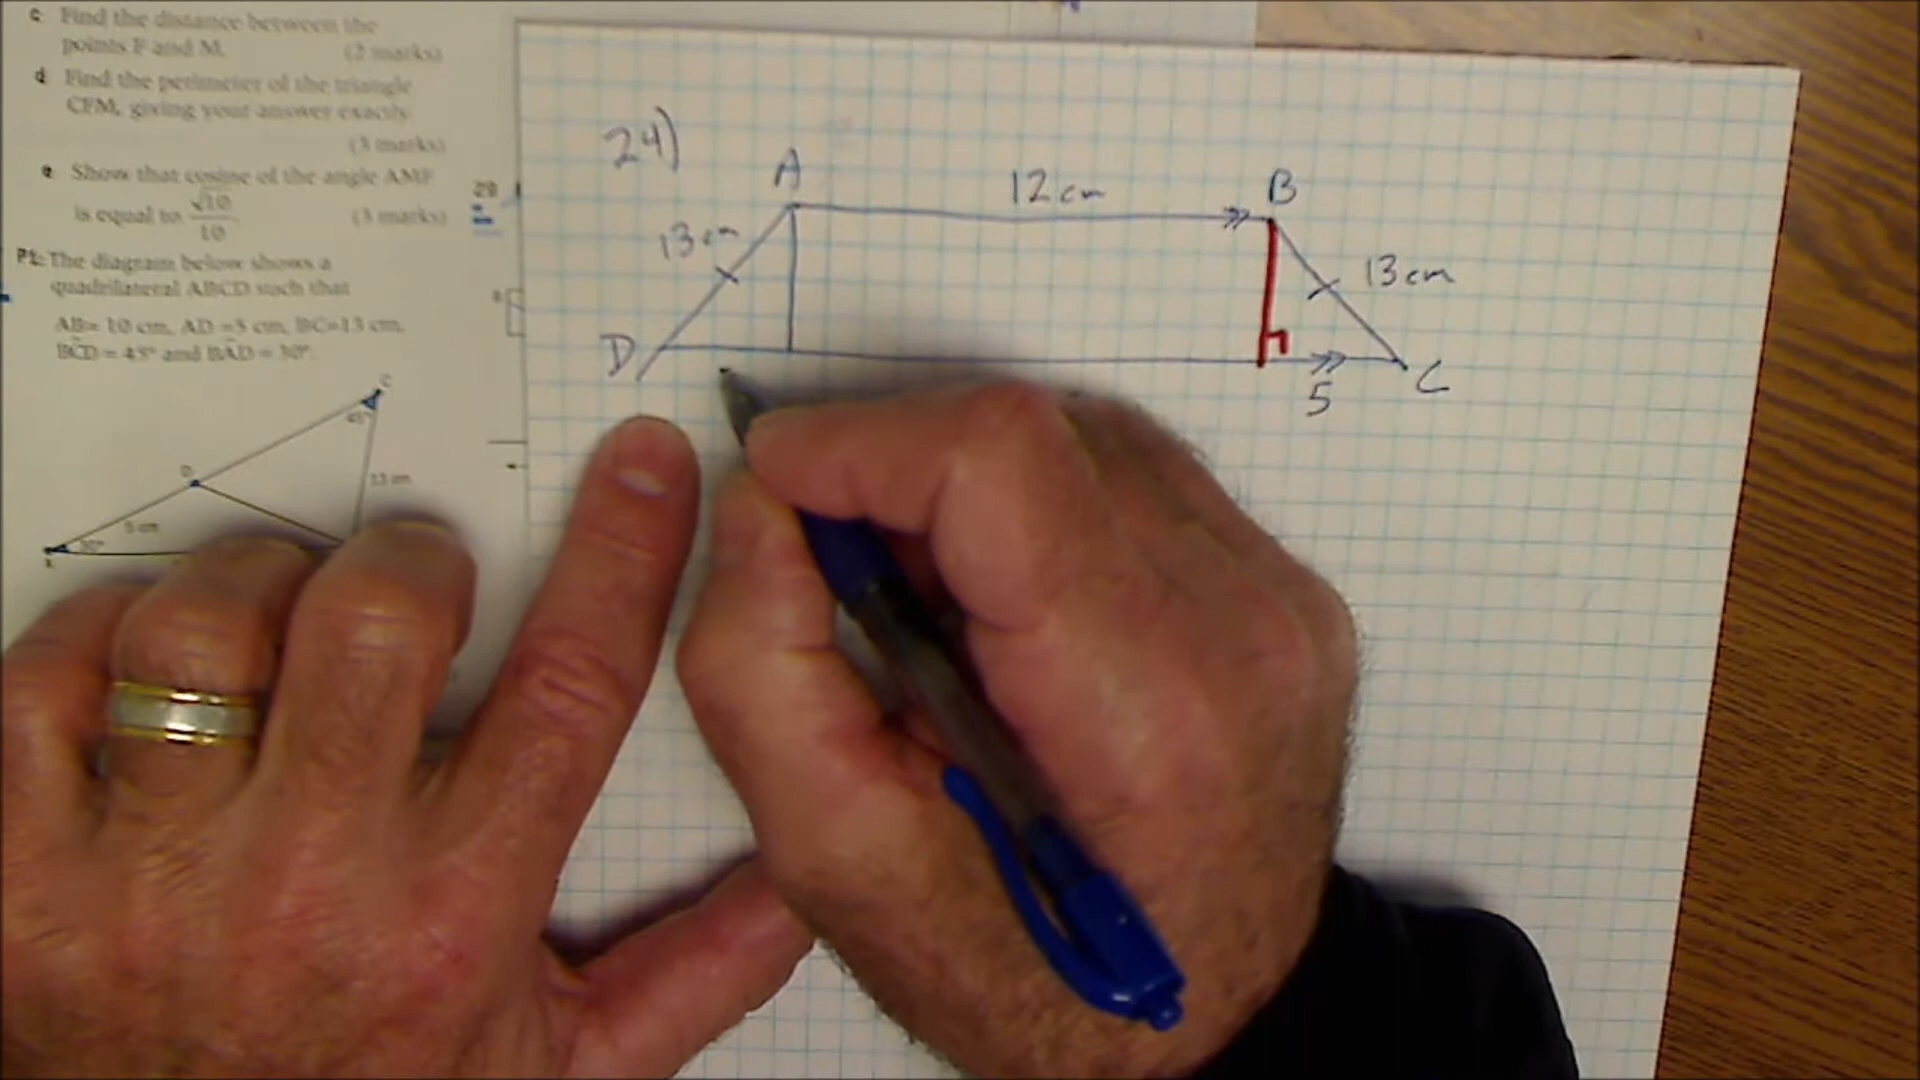 c Find the distance between the
points F and M. (2 marks)
d Find the perimeter of the triangle
CFM, giving your answer exactly.
(3 marks)
e Show that cosine of the angle AMF
is equal to √10/10. (3 marks)
The diagram below shows a
quadrilateral ABCD such that
AB= 10 cm, AD =5 cm, BC=13 cm,
BĈD = 45° and BÂD = 30°.
C
45°
D
13 cm
5 cm
30°
29
24)
A
12 cm
B
13 cm
13 cm
D
5
C